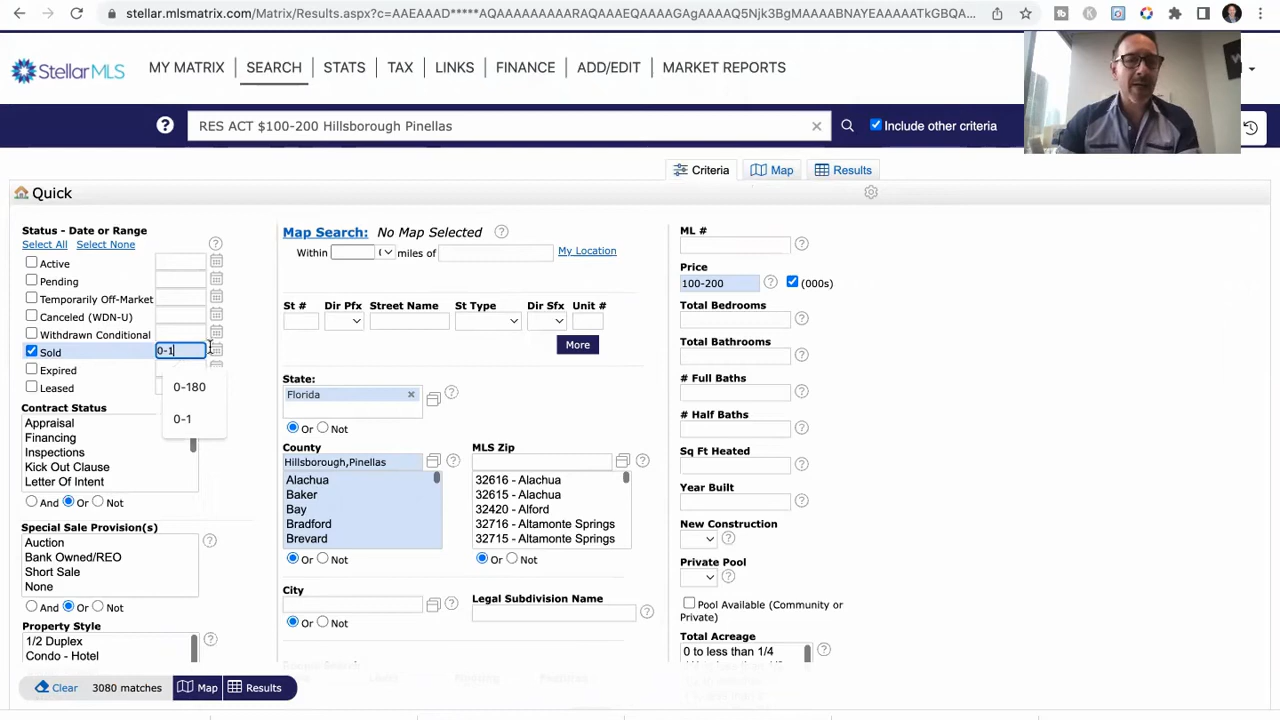 stellar.mlsmatrix.com/Matrix/Results.aspx?c=AAEAAAD*****AQAAAAAAAAARAQAAAEQAAAAGAgAAAAQ5Njk3BgMAAAABNAYEAAAAATkGBQA...
StellarMLS
MY MATRIX SEARCH STATS TAX LINKS FINANCE ADD/EDIT MARKET REPORTS
RES ACT $100-200 Hillsborough Pinellas
Include other criteria
Criteria Map Results
Quick
Status - Date or Range
Select All Select None
Active
Pending
Temporarily Off-Market
Canceled (WDN-U)
Withdrawn Conditional
Sold 0-1
Expired
Leased
0-180
0-1
Contract Status
Appraisal
Financing
Inspections
Kick Out Clause
Letter Of Intent
And Or Not
Special Sale Provision(s)
Auction
Bank Owned/REO
Short Sale
None
And Or Not
Property Style
1/2 Duplex
Condo - Hotel
Map Search: No Map Selected
Within miles of My Location
St # Dir Pfx Street Name St Type Dir Sfx Unit #
More
State:
Florida
Or Not
County
Hillsborough,Pinellas
Alachua
Baker
Bay
Bradford
Brevard
Or Not
MLS Zip
32616 - Alachua
32615 - Alachua
32420 - Alford
32716 - Altamonte Springs
32715 - Altamonte Springs
Or Not
City
Or Not
Legal Subdivision Name
ML #
Price
100-200 (000s)
Total Bedrooms
Total Bathrooms
# Full Baths
# Half Baths
Sq Ft Heated
Year Built
New Construction
Private Pool
Pool Available (Community or
Private)
Total Acreage
0 to less than 1/4
Clear 3080 matches Map Results